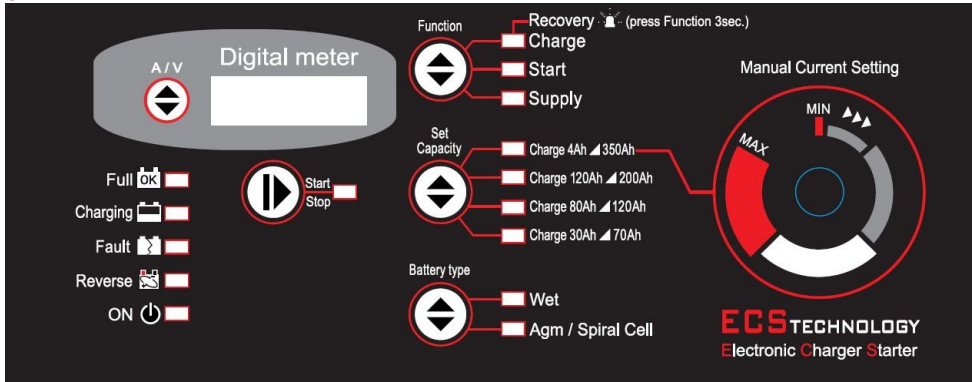 Digital meter
A / V
Full OK
Charging
Fault
Reverse
ON
Start
Stop
Function
Recovery (press Function 3sec.)
Charge
Start
Supply
Set
Capacity
Charge 4Ah 350Ah
Charge 120Ah 200Ah
Charge 80Ah 120Ah
Charge 30Ah 70Ah
Battery type
Wet
Agm / Spiral Cell
Manual Current Setting
MIN
MAX
ECS TECHNOLOGY
Electronic Charger Starter